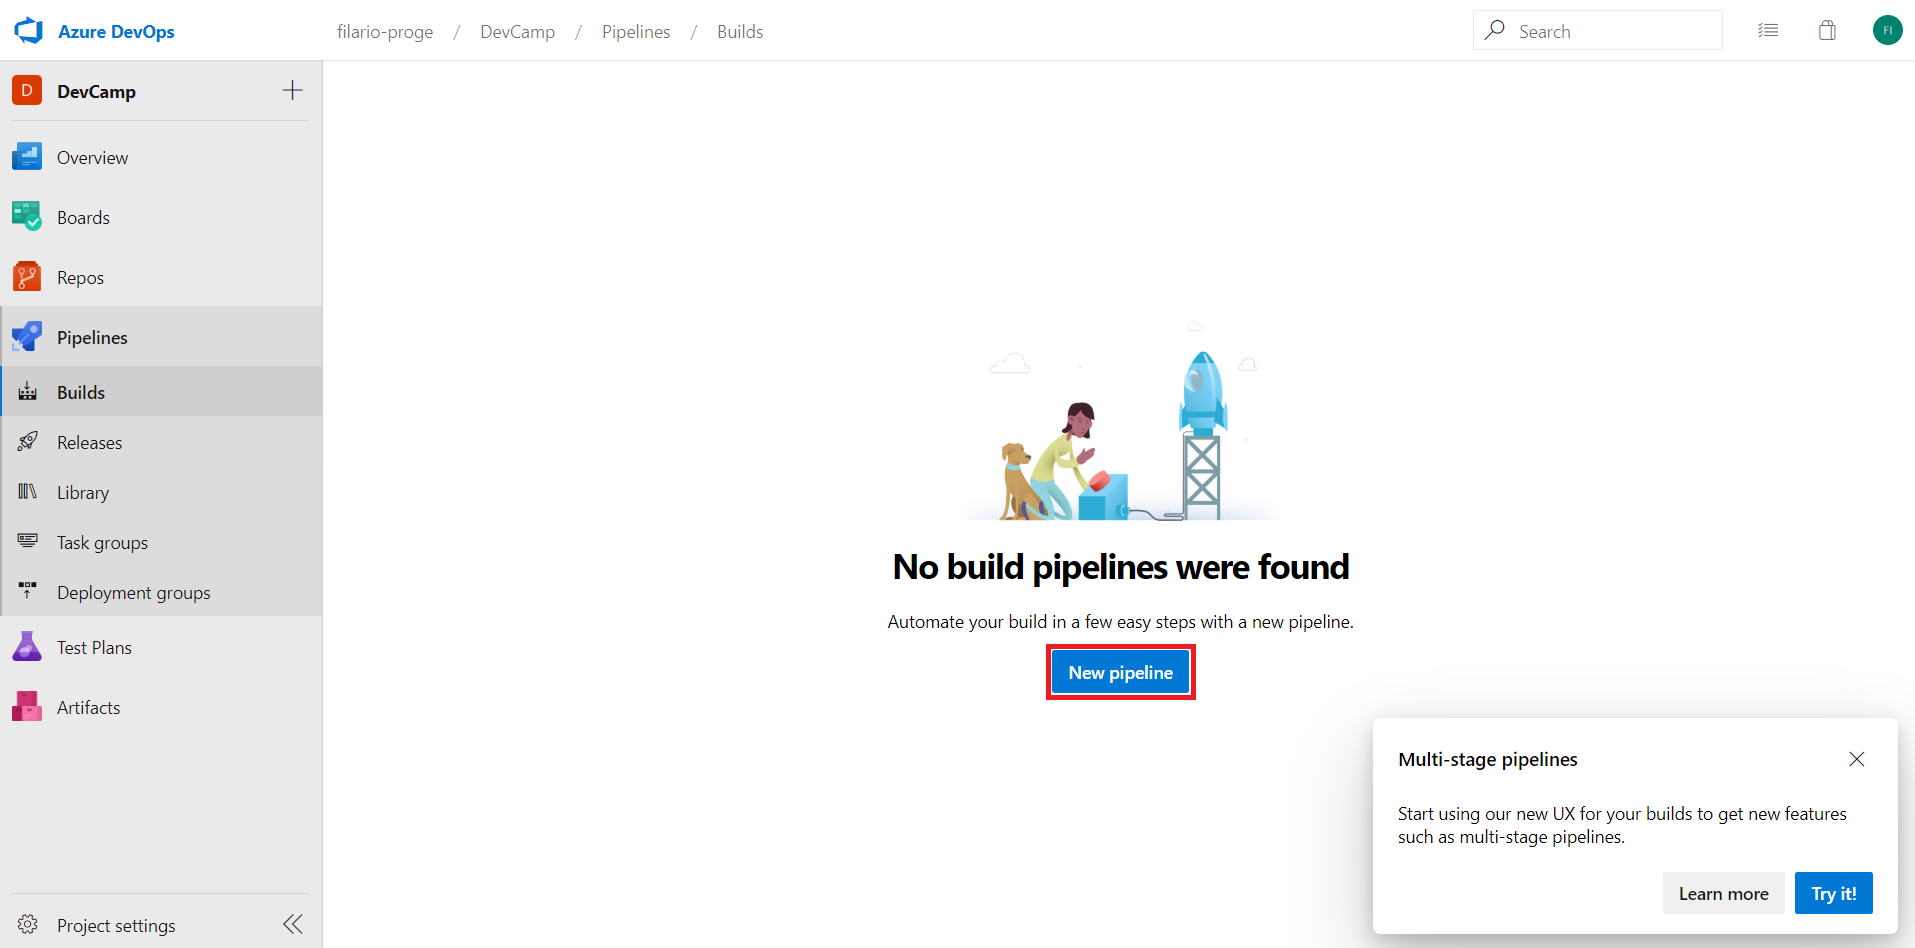 Azure DevOps
filario-proge / DevCamp / Pipelines / Builds
Search
FI
D DevCamp
Overview
Boards
Repos
Pipelines
Builds
Releases
Library
Task groups
Deployment groups
Test Plans
Artifacts
Project settings
No build pipelines were found
Automate your build in a few easy steps with a new pipeline.
New pipeline
Multi-stage pipelines
Start using our new UX for your builds to get new features
such as multi-stage pipelines.
Learn more
Try it!